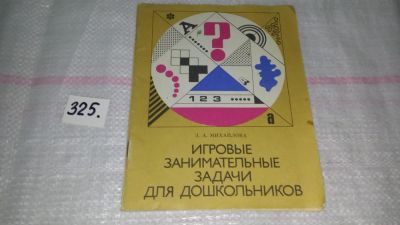 325.
А
?
1 2 3
а
З. А. МИХАЙЛОВА
ИГРОВЫЕ
ЗАНИМАТЕЛЬНЫЕ
ЗАДАЧИ
ДЛЯ ДОШКОЛЬНИКОВ